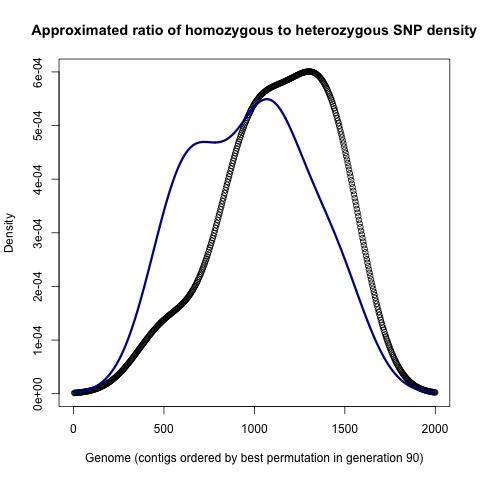 Approximated ratio of homozygous to heterozygous SNP density
Density
6e-04
5e-04
4e-04
3e-04
2e-04
1e-04
0e+00
0 500 1000 1500 2000
Genome (contigs ordered by best permutation in generation 90)